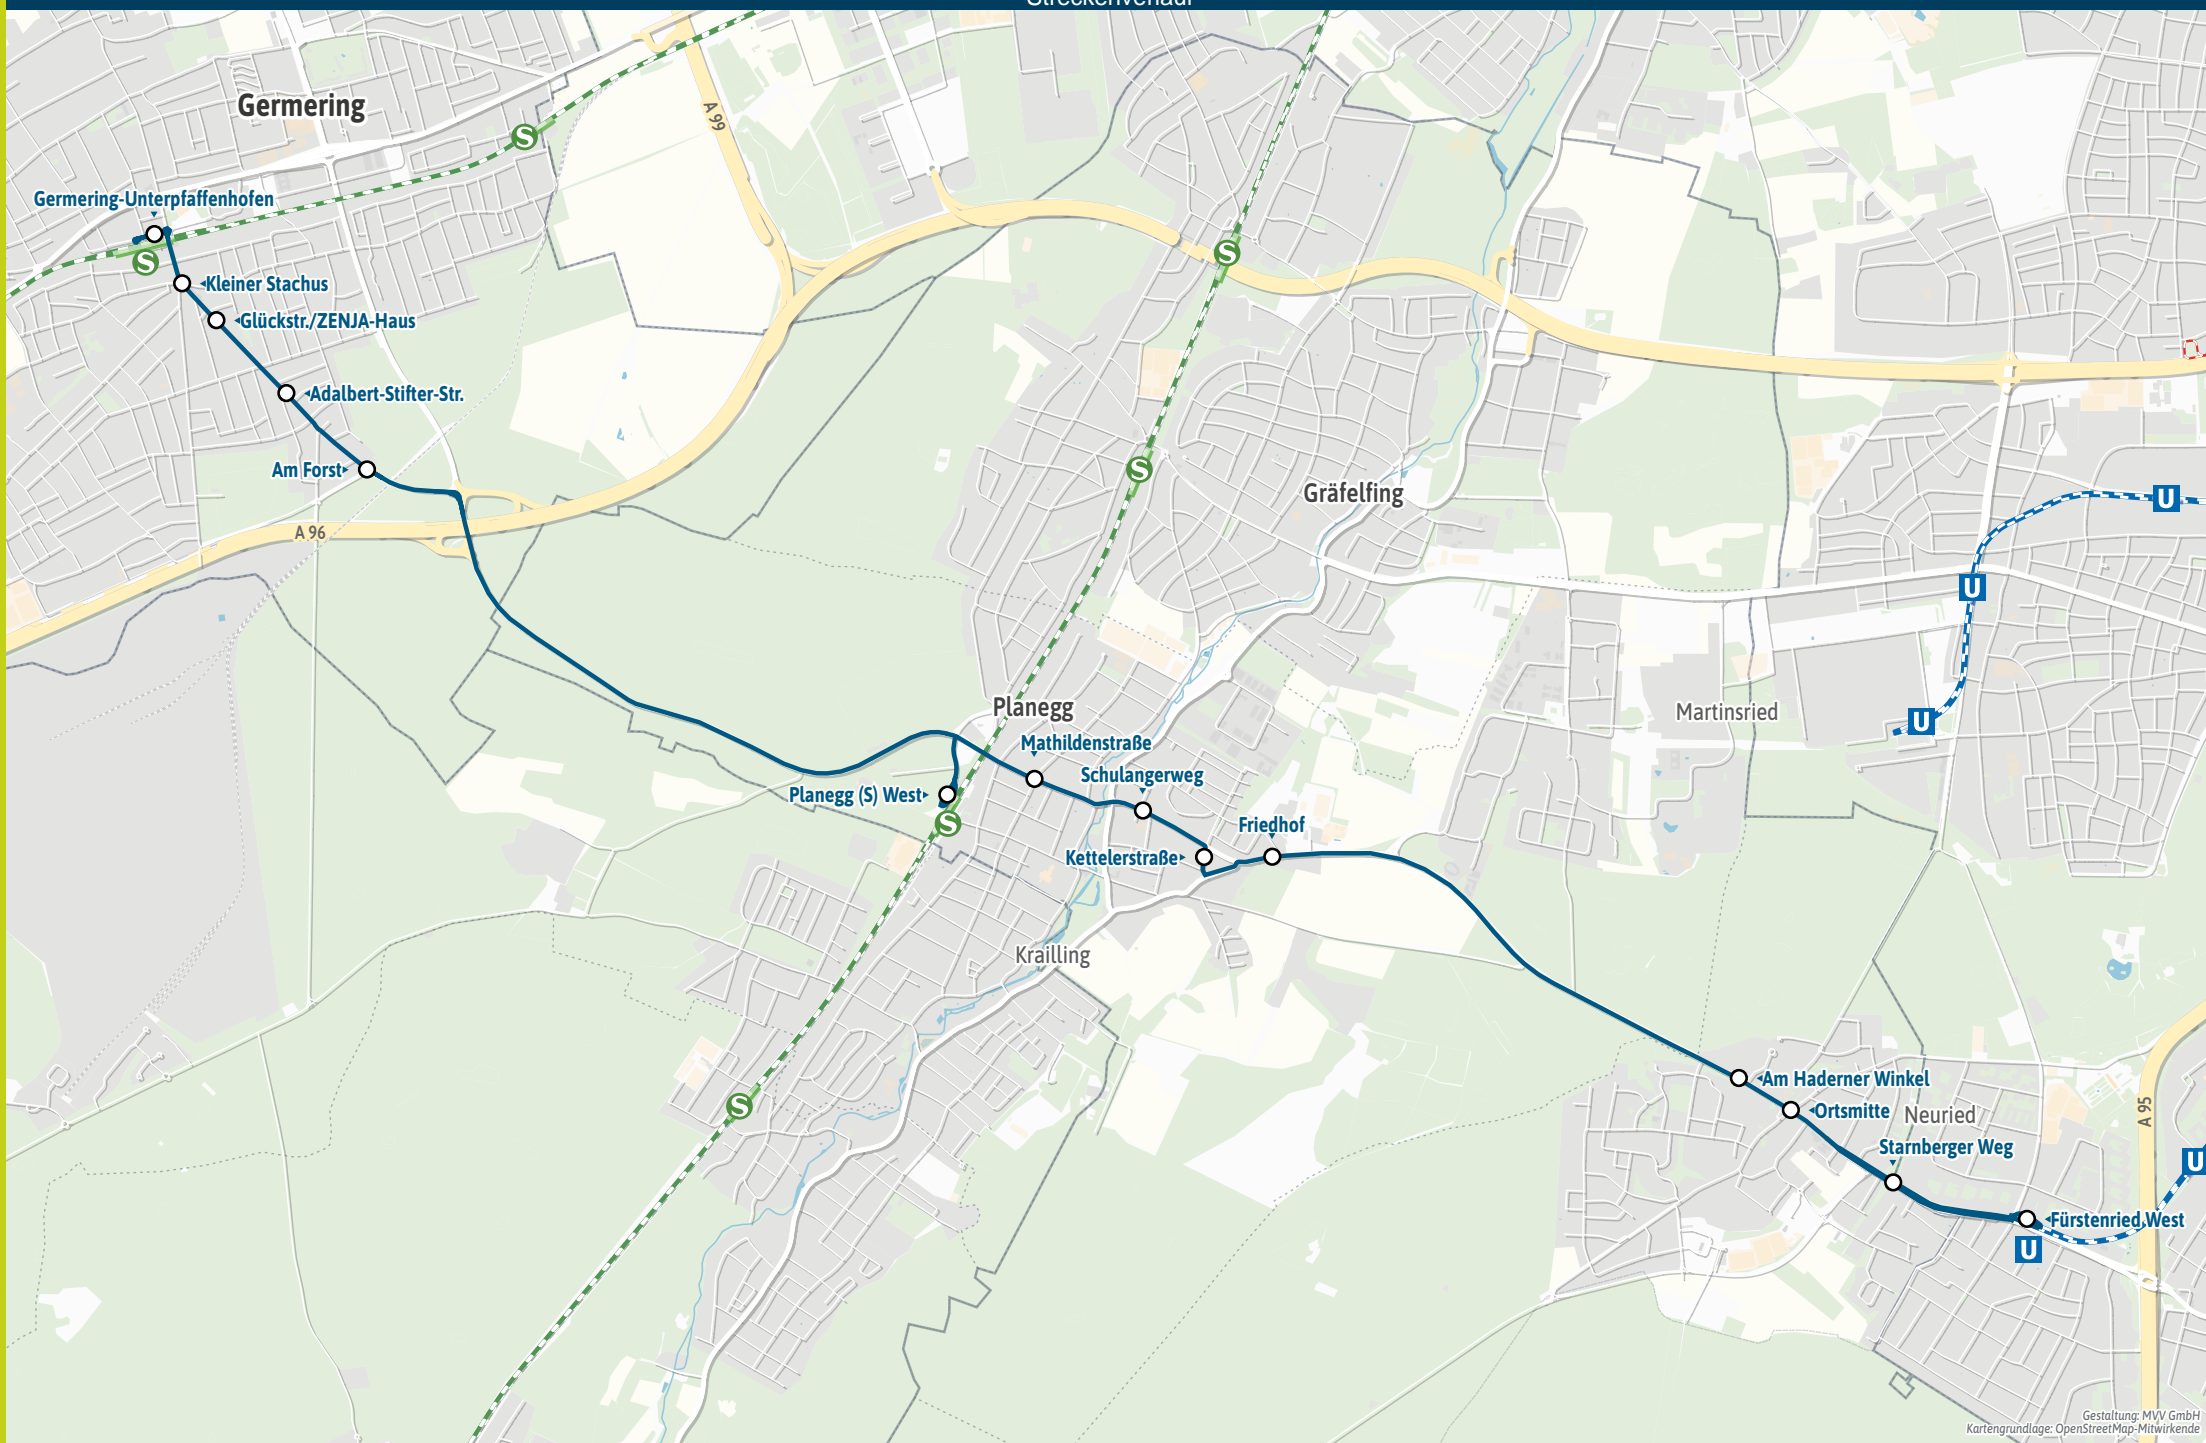 Streckenverlauf
Germering
A 99
S
Germering-Unterpfaffenhofen
S
Kleiner Stachus
Glückstr./ZENJA-Haus
Adalbert-Stifter-Str.
Am Forst
A 96
S
S
Gräfelfing
U
U
Planegg
Martinsried
U
Mathildenstraße
Schulangerweg
Planegg (S) West
S
Friedhof
Kettelerstraße
Krailling
S
Am Haderner Winkel
Ortsmitte
Neuried
A 95
Starnberger Weg
U
Fürstenried West
U
Gestaltung: MVV GmbH
Kartengrundlage: OpenStreetMap-Mitwirkende